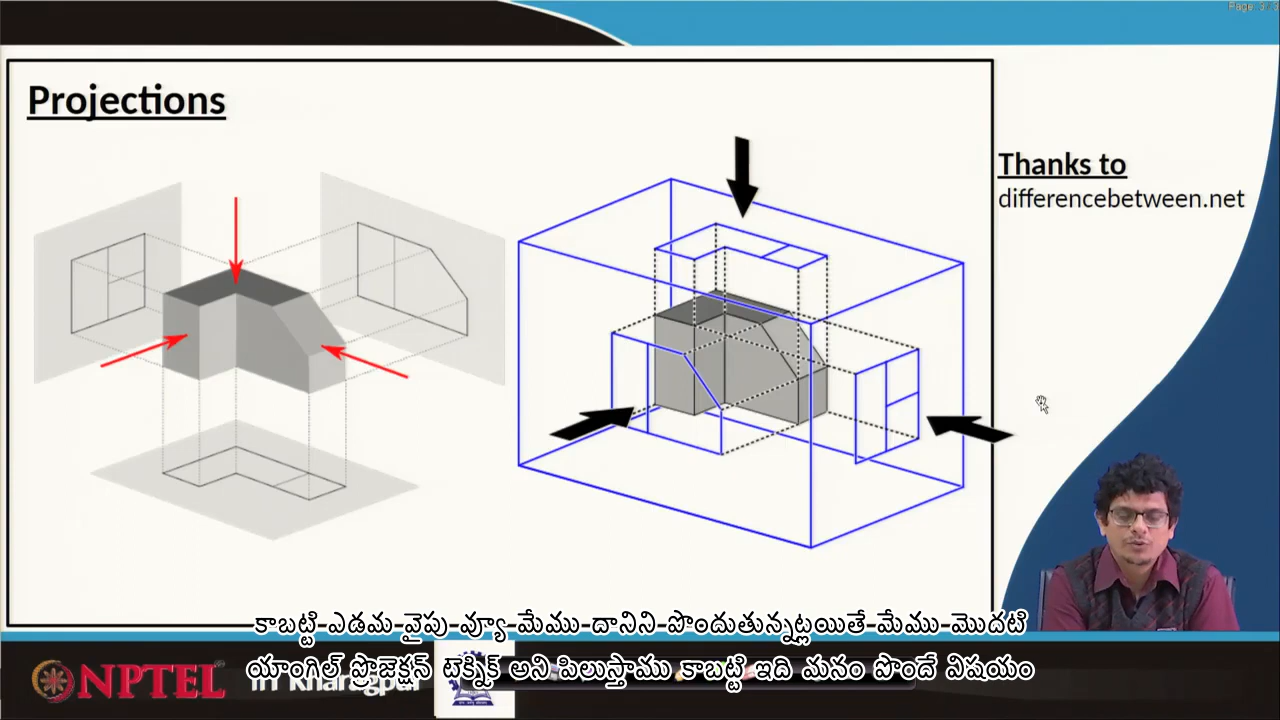 Projections
Thanks to
differencebetween.net
కాబట్టి ఎడమ వైపు వ్యూ మేము దానిని పొందుతున్నట్లయితే మేము మొదటి
యాంగిల్ ప్రొజెక్షన్ టెక్నిక్ అని పిలుస్తాము కాబట్టి ఇది మనం పొందే విషయం
NPTEL
IIT Kharagpur